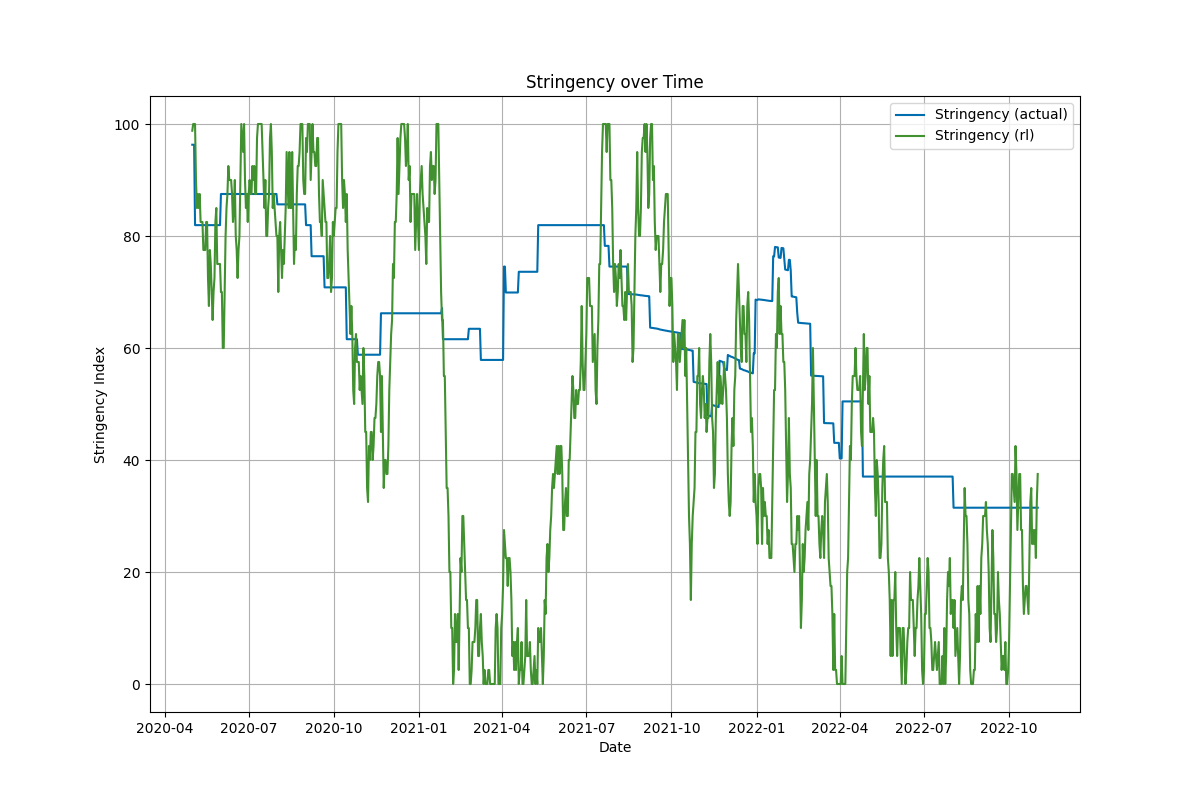 Stringency over Time
Stringency (actual)
Stringency (rl)
100
80
60
40
20
0
Stringency Index
2020-04 2020-07 2020-10 2021-01 2021-04 2021-07 2021-10 2022-01 2022-04 2022-07 2022-10
Date